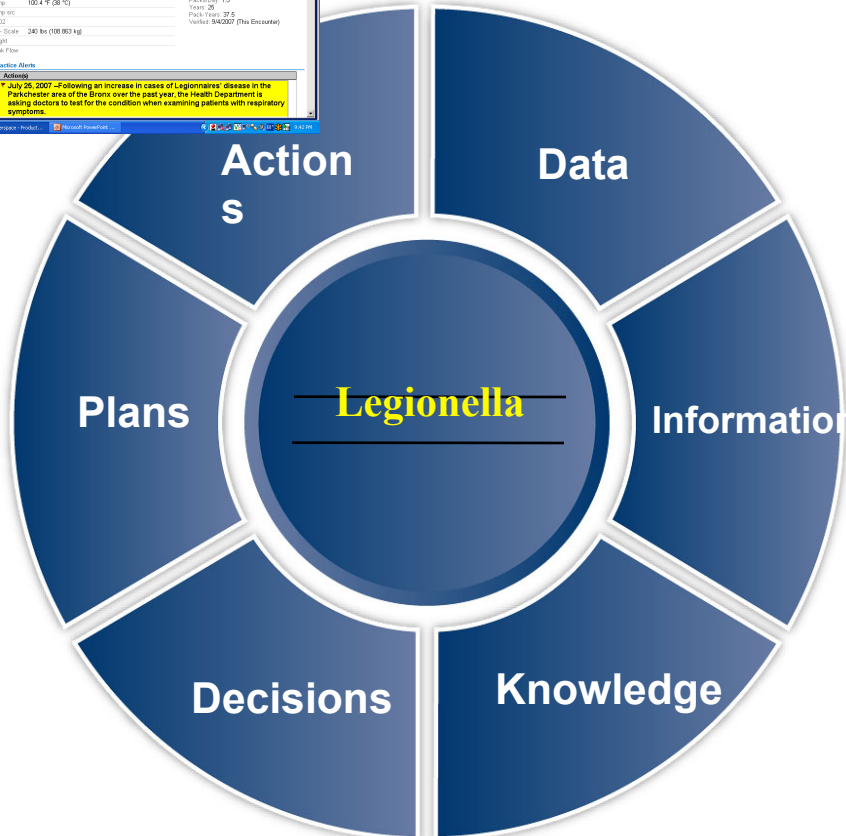 100.4 °F (38 °C)
Years: 25
Pack-Years: 37.5
Verified: 9/4/2007 (This Encounter)
Scale 240 lbs (108.863 kg)
Action(s)
July 25, 2007 –Following an increase in cases of Legionnaires' disease in the
Parkchester area of the Bronx over the past year, the Health Department is
asking doctors to test for the condition when examining patients with respiratory
symptoms.
Microsoft PowerPoint ...
9:42 PM
Action
s
Data
Plans
Legionella
Information
Decisions
Knowledge